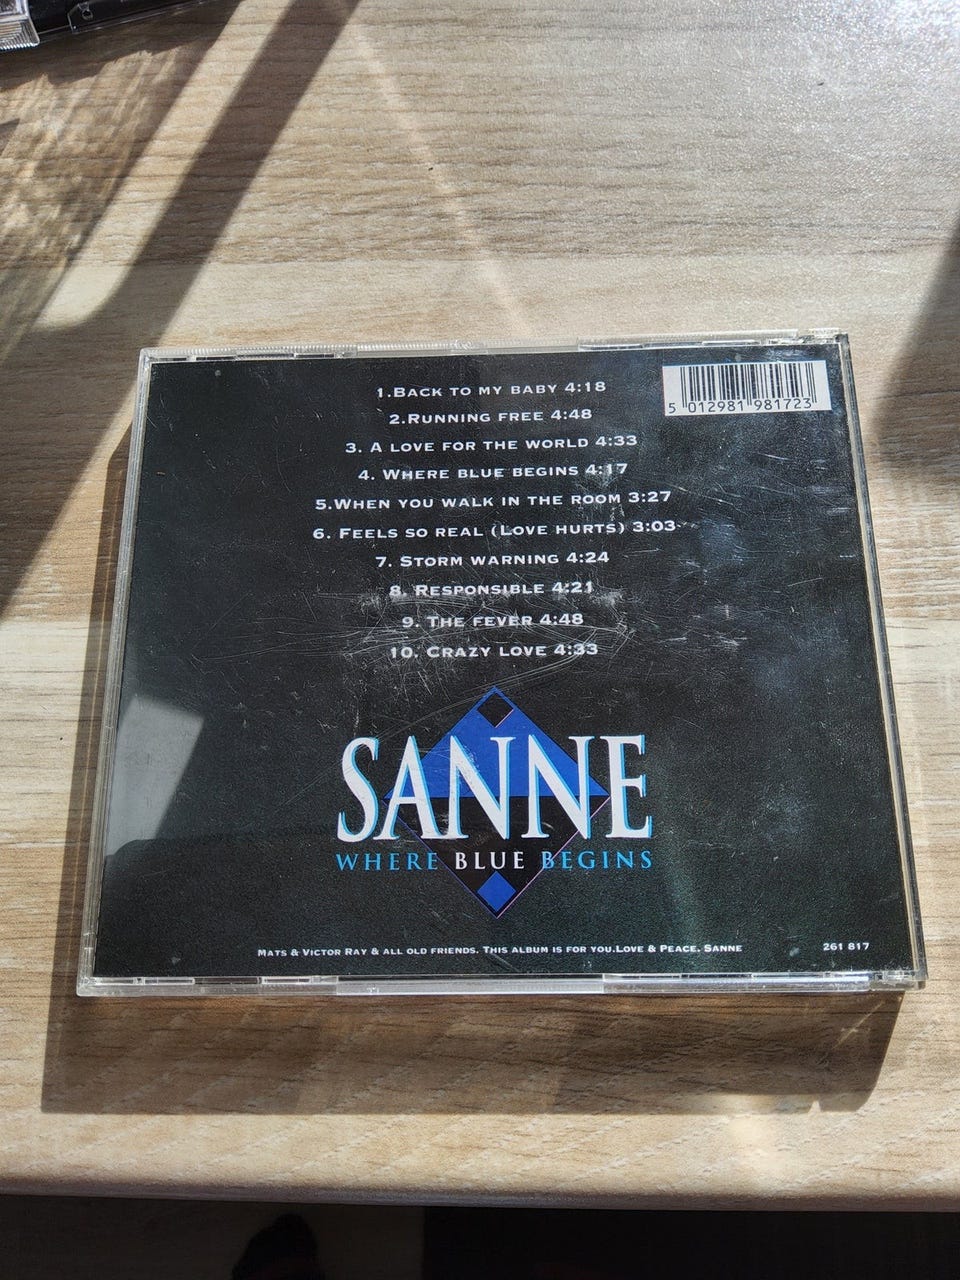 1.BACK TO MY BABY 4:18
2.RUNNING FREE 4:48
3. A LOVE FOR THE WORLD 4:33
4. WHERE BLUE BEGINS 4:17
5.WHEN YOU WALK IN THE ROOM 3:27
6. FEELS SO REAL (LOVE HURTS) 3:03
7. STORM WARNING 4:24
8. RESPONSIBLE 4:21
9. THE FEVER 4:48
10. CRAZY LOVE 4:33
5 012981 981723
SANNE
WHERE BLUE BEGINS
MATS & VICTOR RAY & ALL OLD FRIENDS. THIS ALBUM IS FOR YOU.LOVE & PEACE. SANNE
261 817